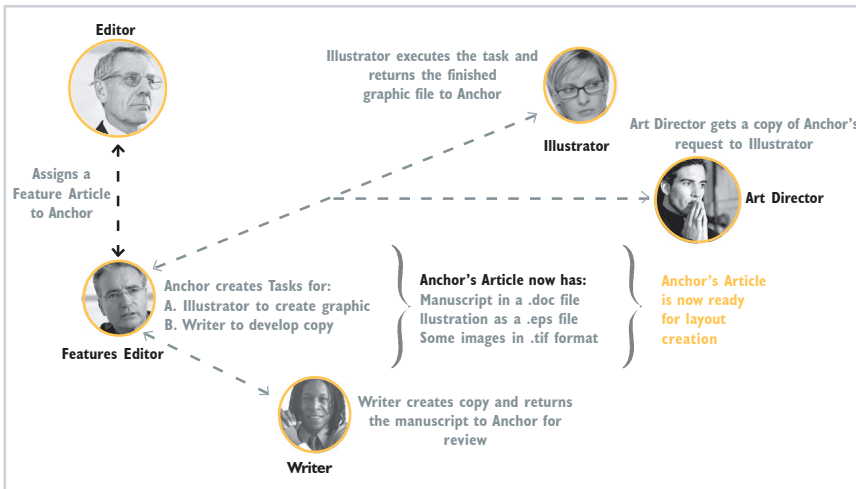 Editor
Illustrator executes the task and
returns the finished
graphic file to Anchor
Illustrator
Art Director gets a copy of Anchor's
request to Illustrator
Art Director
Assigns a
Feature Article
to Anchor
Features Editor
Anchor creates Tasks for:
A. Illustrator to create graphic
B. Writer to develop copy
Anchor's Article now has:
Manuscript in a .doc file
Ilustration as a .eps file
Some images in .tif format
Anchor's Article
is now ready
for layout
creation
Writer creates copy and returns
the manuscript to Anchor for
review
Writer